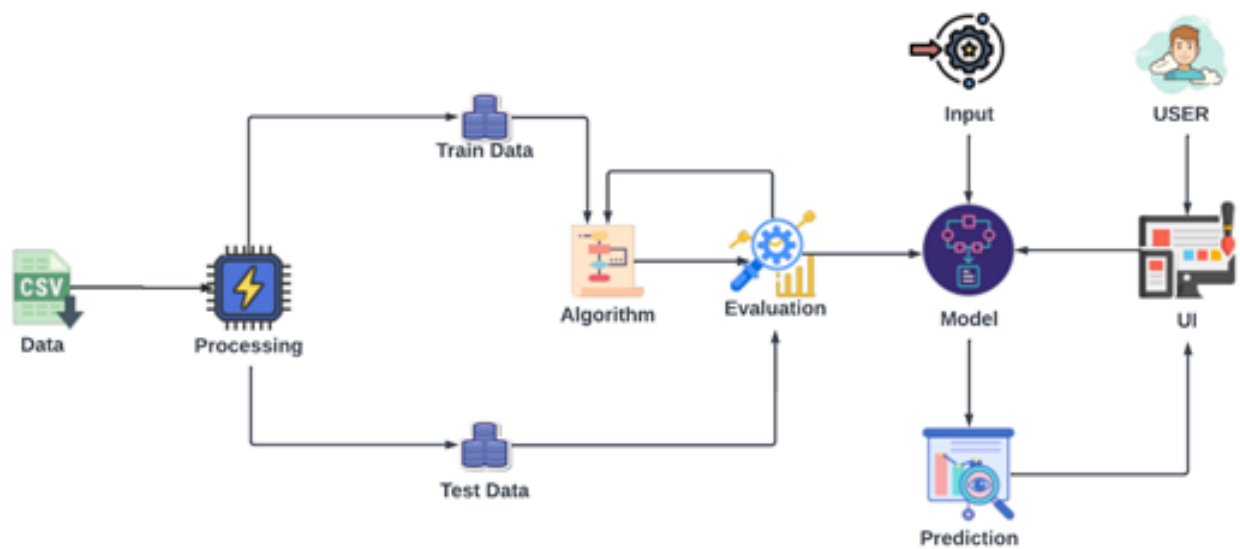 Input
USER
Train Data
CSV
Data
Processing
Algorithm
Evaluation
Model
UI
Test Data
Prediction